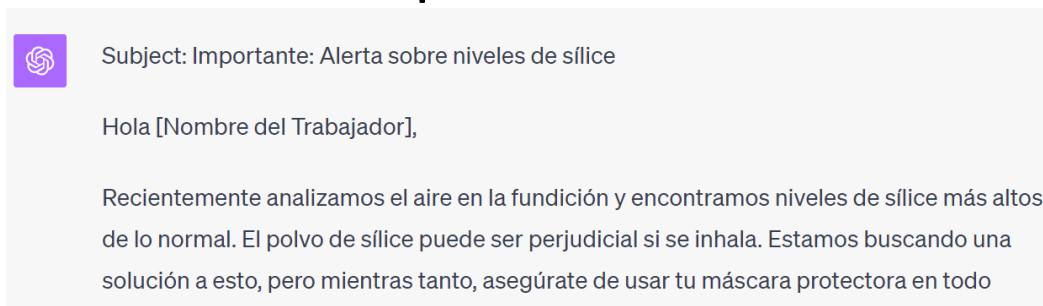 Subject: Importante: Alerta sobre niveles de sílice
Hola [Nombre del Trabajador],
Recientemente analizamos el aire en la fundición y encontramos niveles de sílice más altos
de lo normal. El polvo de sílice puede ser perjudicial si se inhala. Estamos buscando una
solución a esto, pero mientras tanto, asegúrate de usar tu máscara protectora en todo